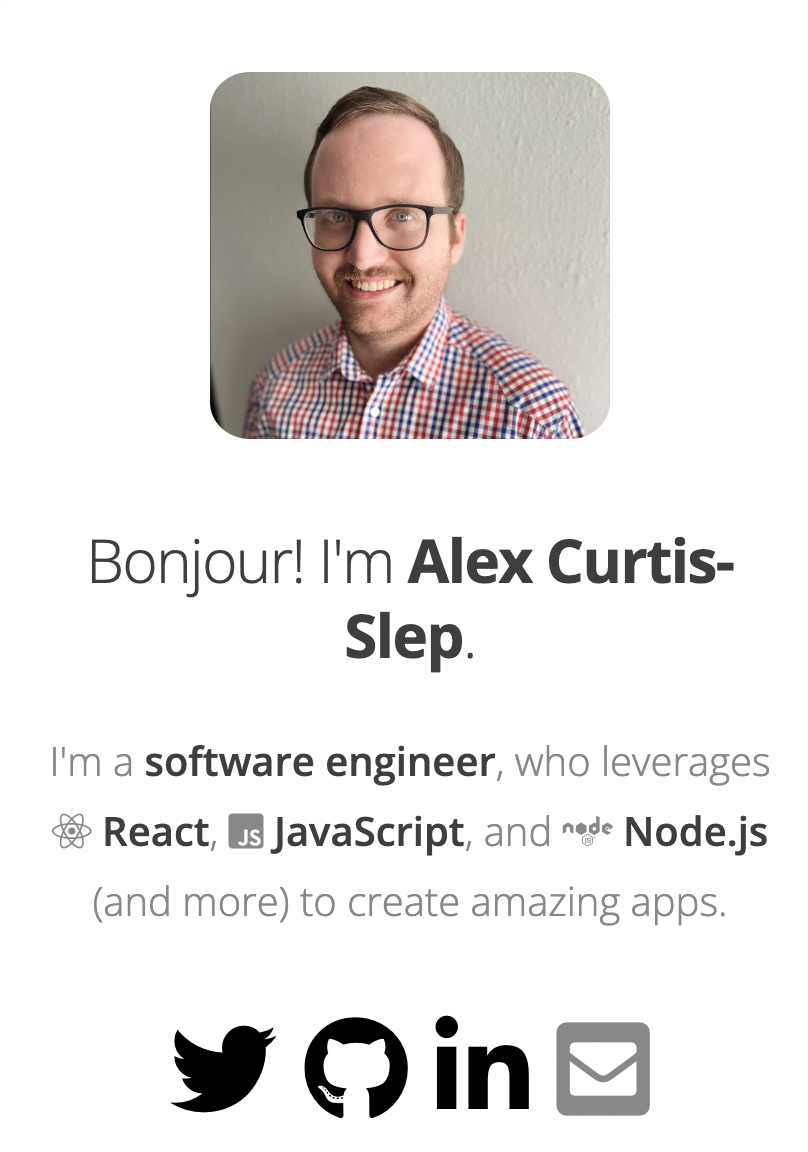 Bonjour! I'm Alex Curtis-
Slep.
I'm a software engineer, who leverages
React, JS JavaScript, and node JS Node.js
(and more) to create amazing apps.
in